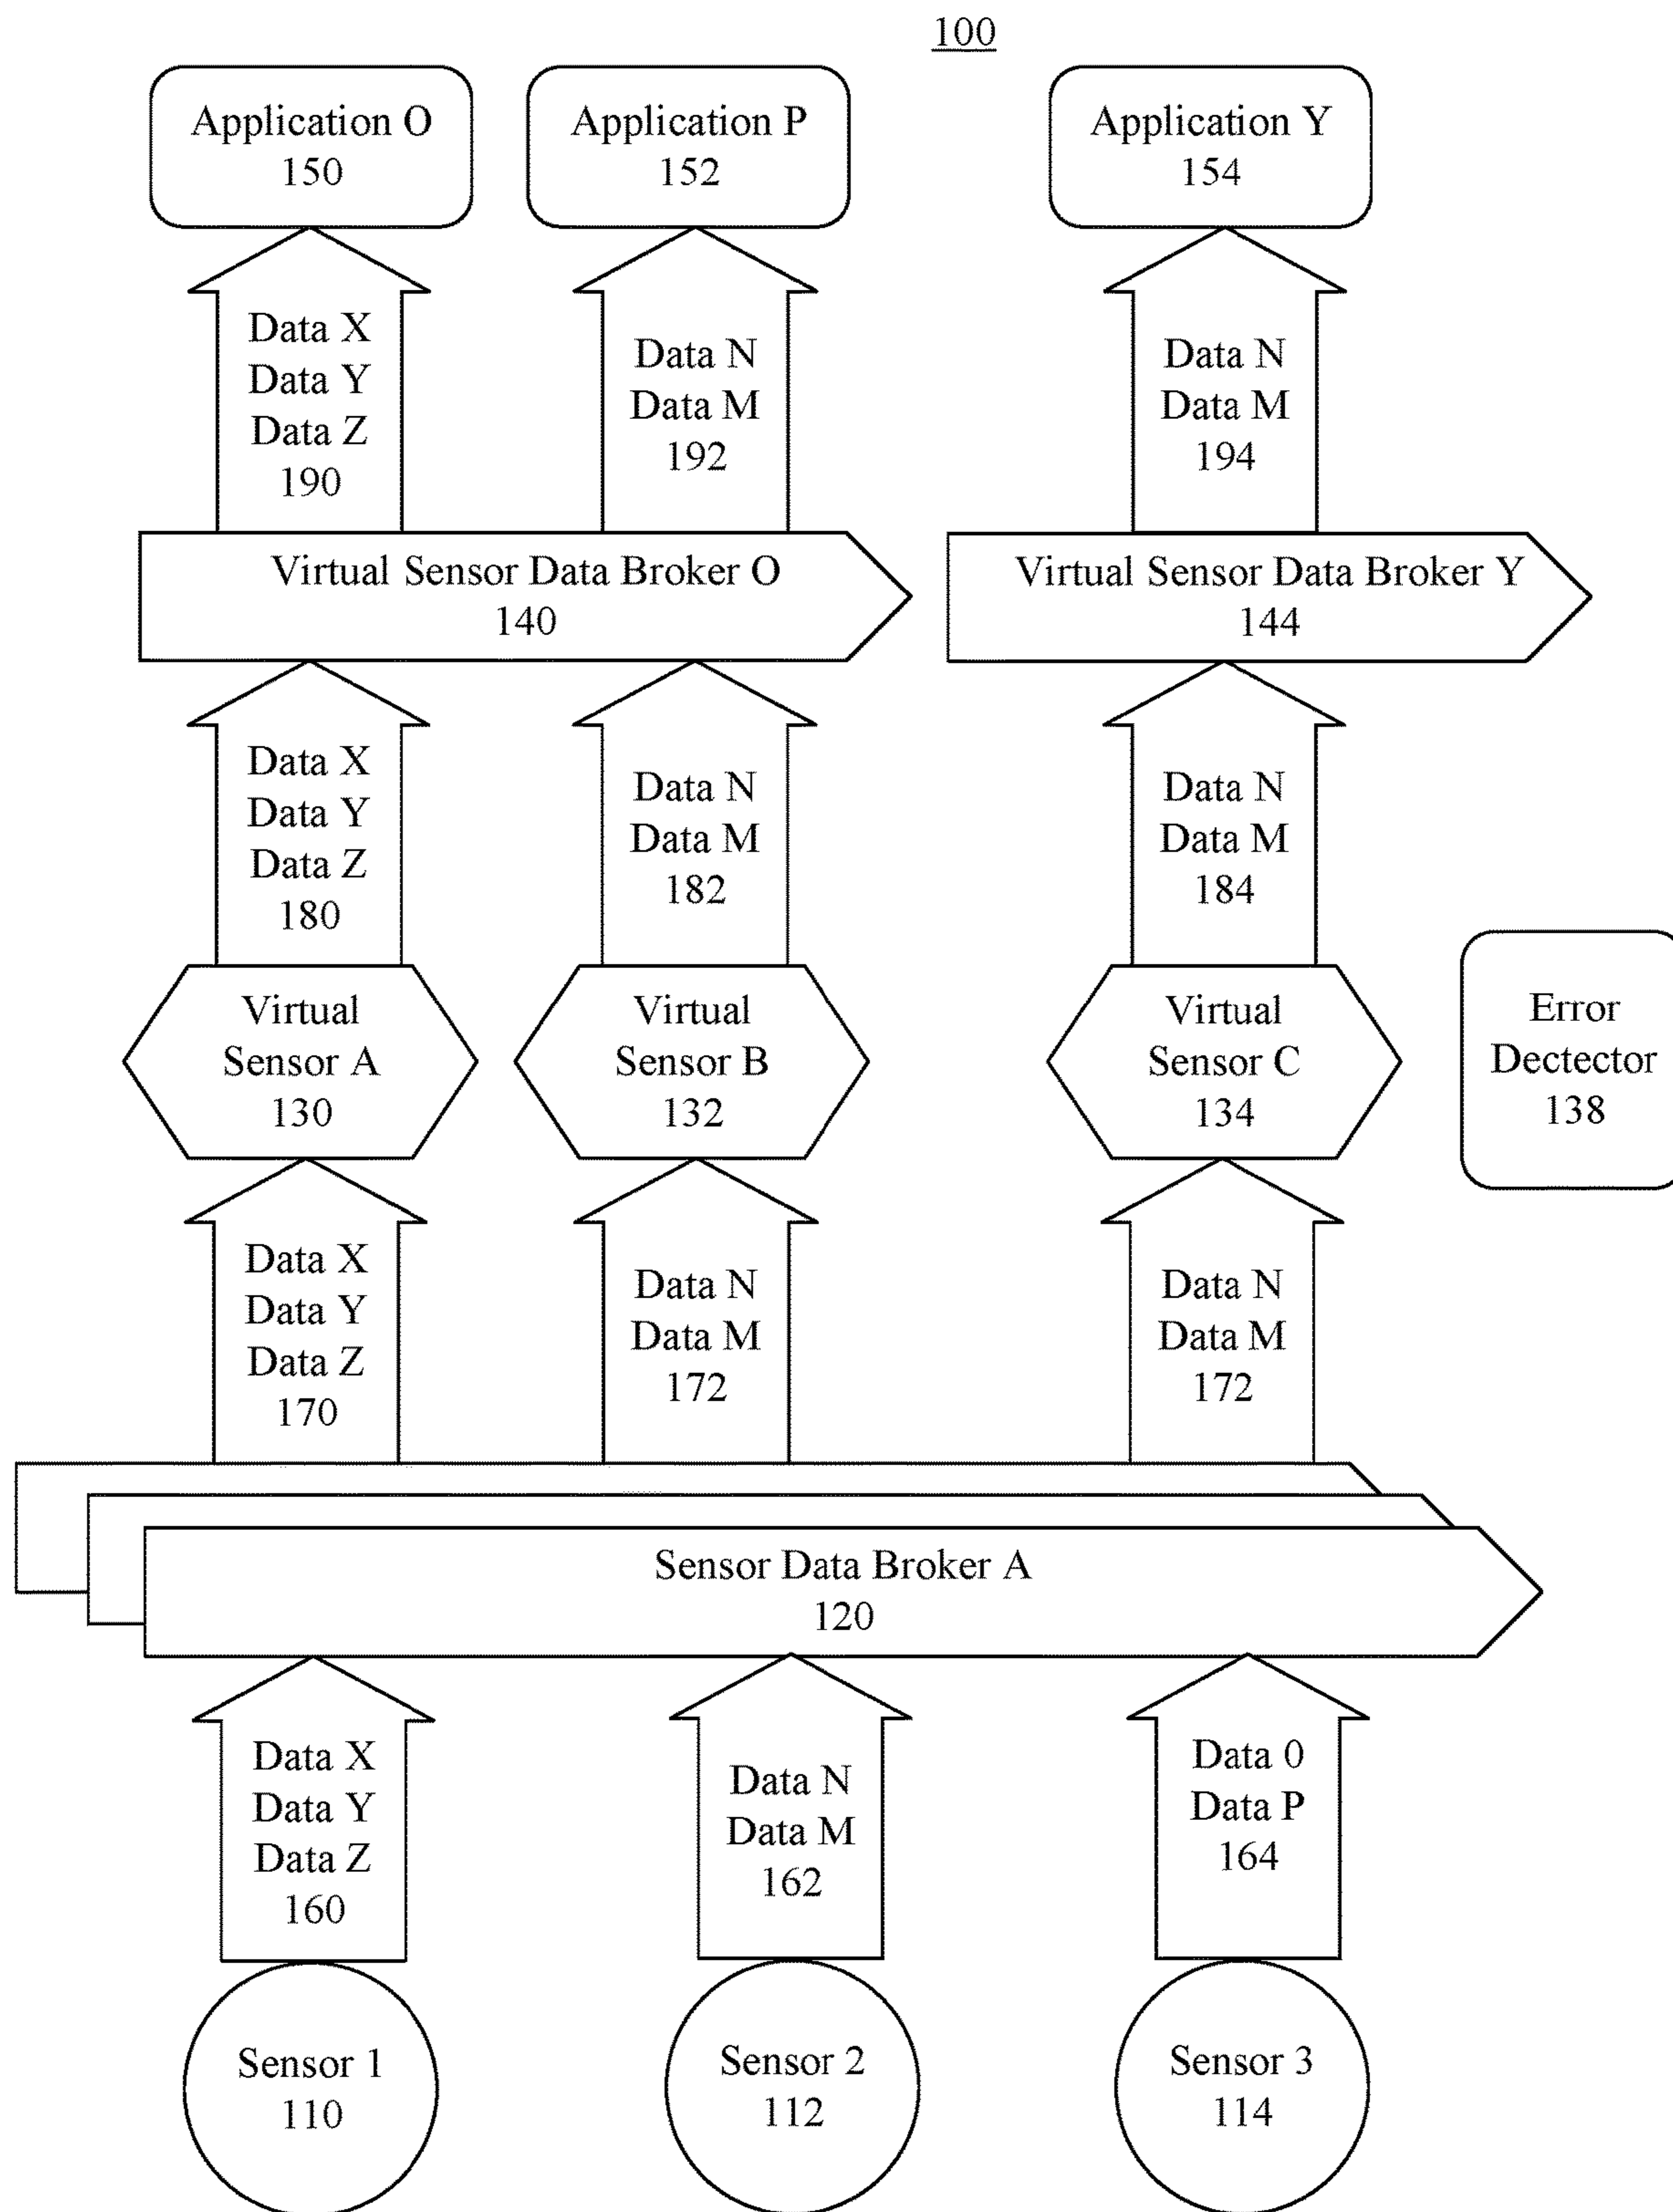 100
Application O
150
Application P
152
Application Y
154
Data X
Data Y
Data Z
190
Data N
Data M
192
Data N
Data M
194
Virtual Sensor Data Broker O
140
Virtual Sensor Data Broker Y
144
Data X
Data Y
Data Z
180
Data N
Data M
182
Data N
Data M
184
Virtual
Sensor A
130
Virtual
Sensor B
132
Virtual
Sensor C
134
Error
Dectector
138
Data X
Data Y
Data Z
170
Data N
Data M
172
Data N
Data M
172
Sensor Data Broker A
120
Data X
Data Y
Data Z
160
Data N
Data M
162
Data 0
Data P
164
Sensor 1
110
Sensor 2
112
Sensor 3
114